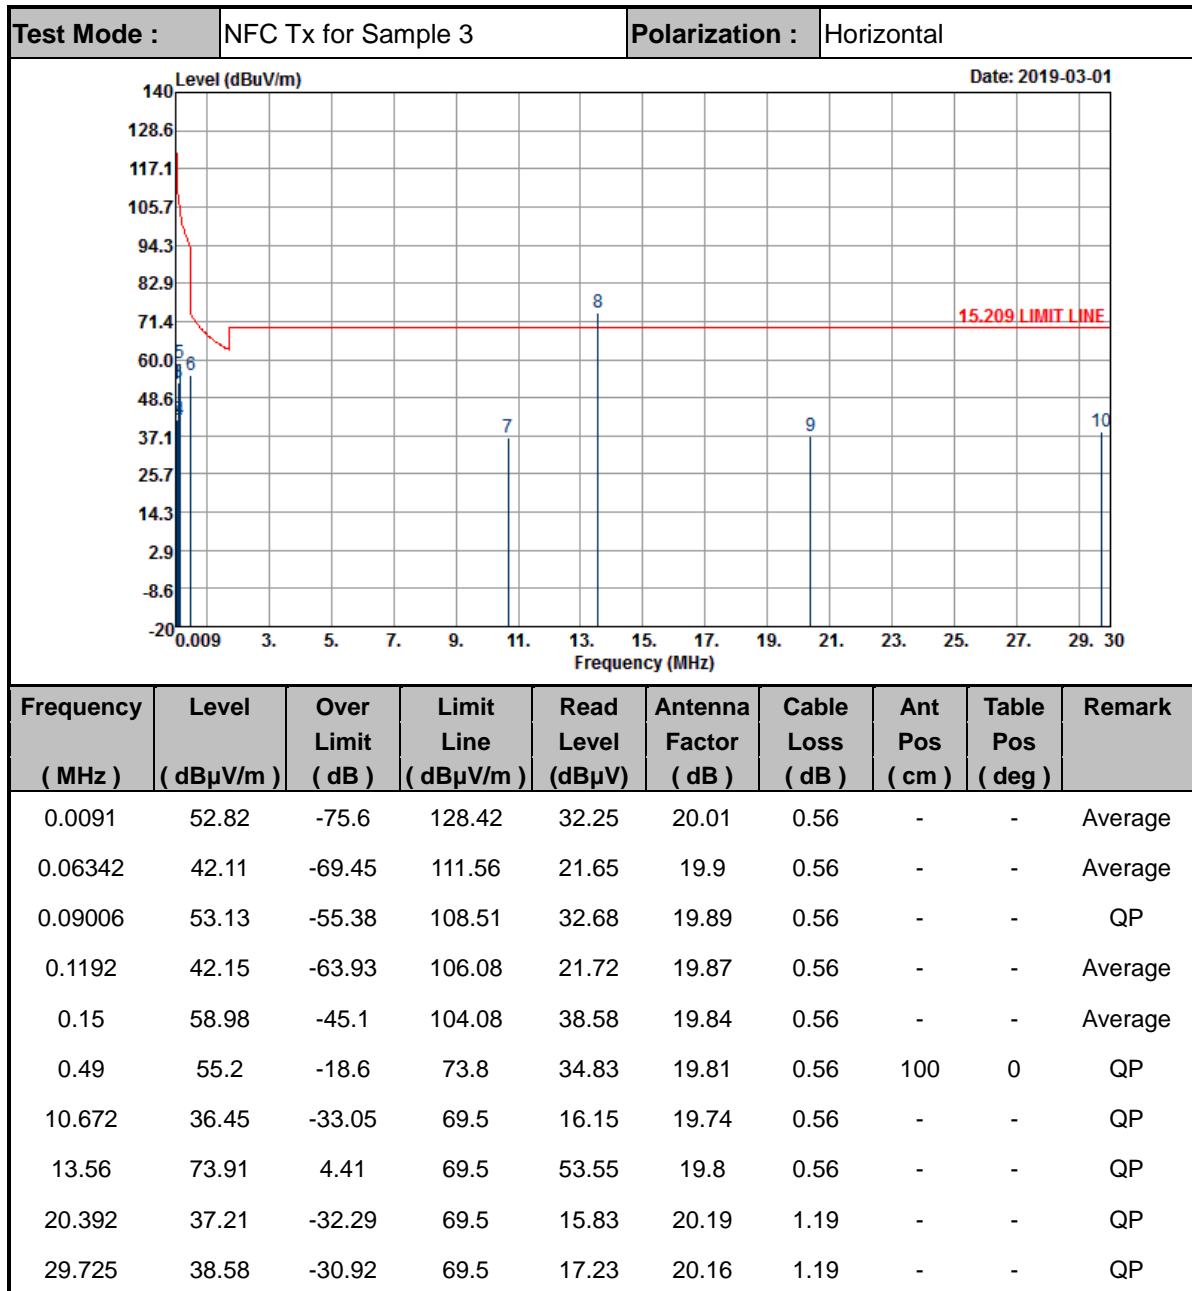 Test Mode : NFC Tx for Sample 3 Polarization : Horizontal
Level (dBuV/m) Date: 2019-03-01
140
128.6
117.1
105.7
94.3
82.9
71.4
60.0
48.6
37.1
25.7
14.3
2.9
-8.6
-20
15.209 LIMIT LINE
5
6
7
8
9
10
0.009 3. 5. 7. 9. 11. 13. 15. 17. 19. 21. 23. 25. 27. 29. 30
Frequency (MHz)
Frequency Level Over Limit Read Antenna Cable Ant Table Remark
Limit Line Level Factor Loss Pos Pos
( MHz ) ( dBµV/m ) ( dB ) ( dBµV/m ) (dBµV) ( dB ) ( dB ) ( cm ) ( deg )
0.0091 52.82 -75.6 128.42 32.25 20.01 0.56 - - Average
0.06342 42.11 -69.45 111.56 21.65 19.9 0.56 - - Average
0.09006 53.13 -55.38 108.51 32.68 19.89 0.56 - - QP
0.1192 42.15 -63.93 106.08 21.72 19.87 0.56 - - Average
0.15 58.98 -45.1 104.08 38.58 19.84 0.56 - - Average
0.49 55.2 -18.6 73.8 34.83 19.81 0.56 100 0 QP
10.672 36.45 -33.05 69.5 16.15 19.74 0.56 - - QP
13.56 73.91 4.41 69.5 53.55 19.8 0.56 - - QP
20.392 37.21 -32.29 69.5 15.83 20.19 1.19 - - QP
29.725 38.58 -30.92 69.5 17.23 20.16 1.19 - - QP